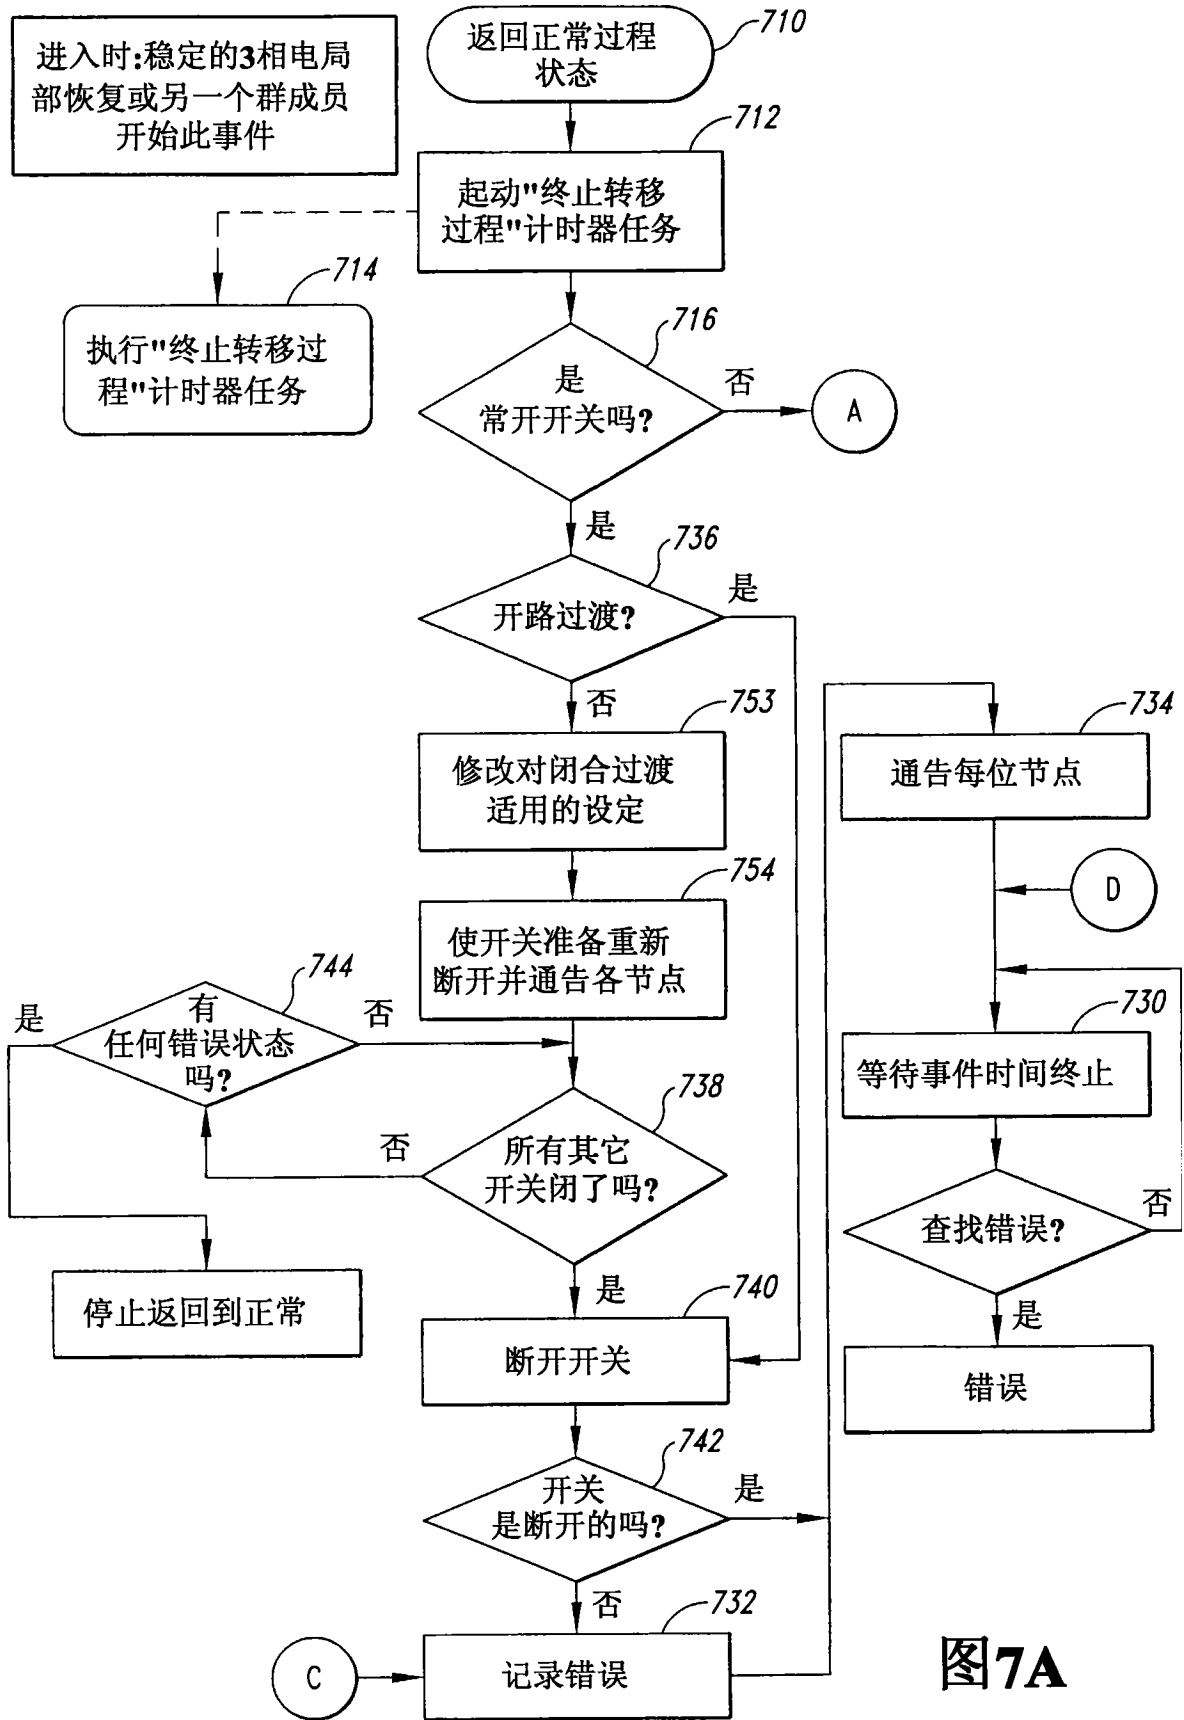 进入时:稳定的3相电局
部恢复或另一个群成员
开始此事件
返回正常过程
状态
710
712
起动"终止转移
过程"计时器任务
714
执行"终止转移过
程"计时器任务
716
是
常开开关吗?
否
A
是
736
开路过渡?
是
否
753
修改对闭合过渡
适用的设定
734
通告每位节点
754
使开关准备重新
断开并通告各节点
D
744
有
任何错误状态
吗?
是
否
730
等待事件时间终止
738
所有其它
开关闭了吗?
否
查找错误?
否
停止返回到正常
是
740
断开开关
是
错误
742
开关
是断开的吗?
是
否
732
记录错误
C
图7A